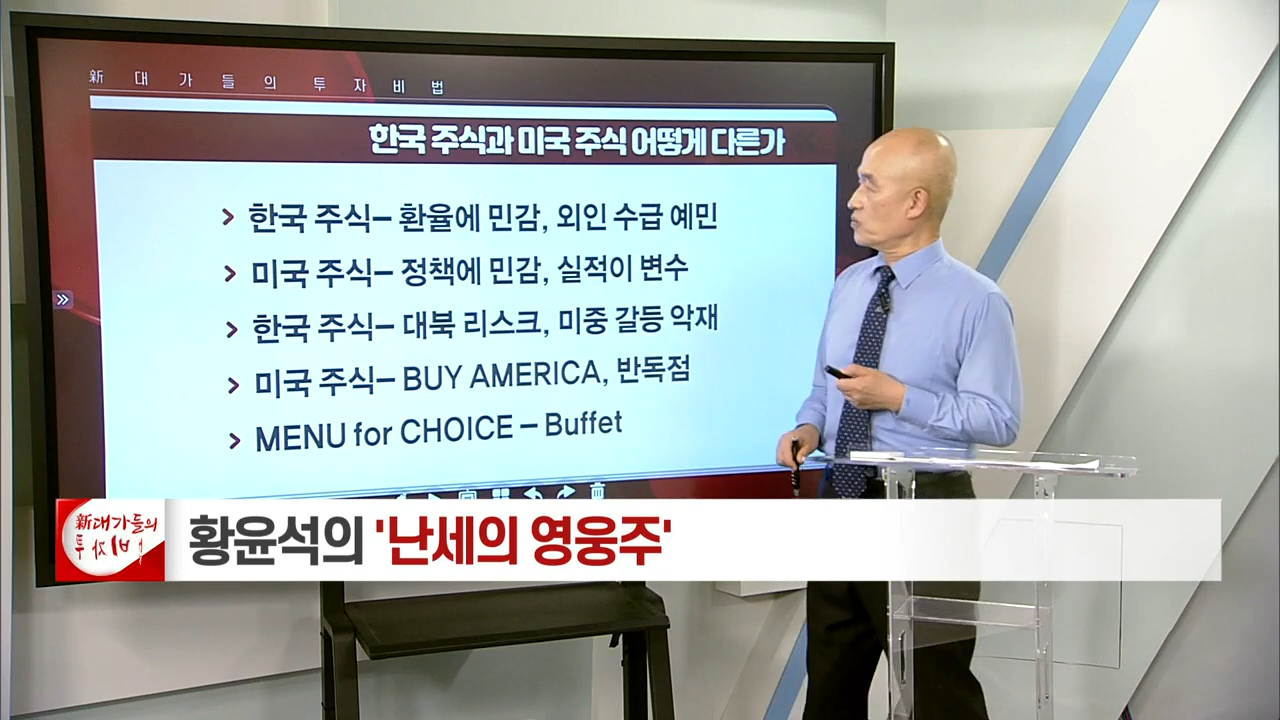 新 대 가 들 의 투 자 비 법
한국 주식과 미국 주식 어떻게 다른가
> 한국 주식– 환율에 민감, 외인 수급 예민
> 미국 주식– 정책에 민감, 실적이 변수
> 한국 주식– 대북 리스크, 미중 갈등 악재
> 미국 주식– BUY AMERICA, 반독점
> MENU for CHOICE – Buffet
新대가들의
투자비법
황윤석의 '난세의 영웅주'